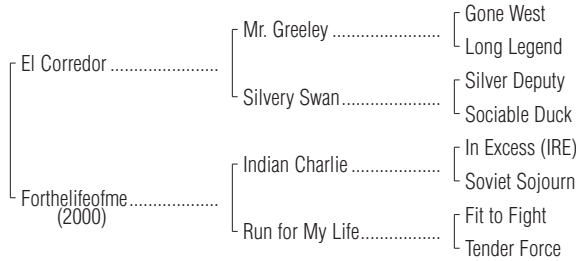 Gone West
Mr. Greeley ....................
Long Legend
El Corredor ....................
Silver Deputy
Silvery Swan ..................
Sociable Duck
In Excess (IRE)
Indian Charlie .................
Soviet Sojourn
Forthelifeofme .................
(2000)
Fit to Fight
Run for My Life ...............
Tender Force